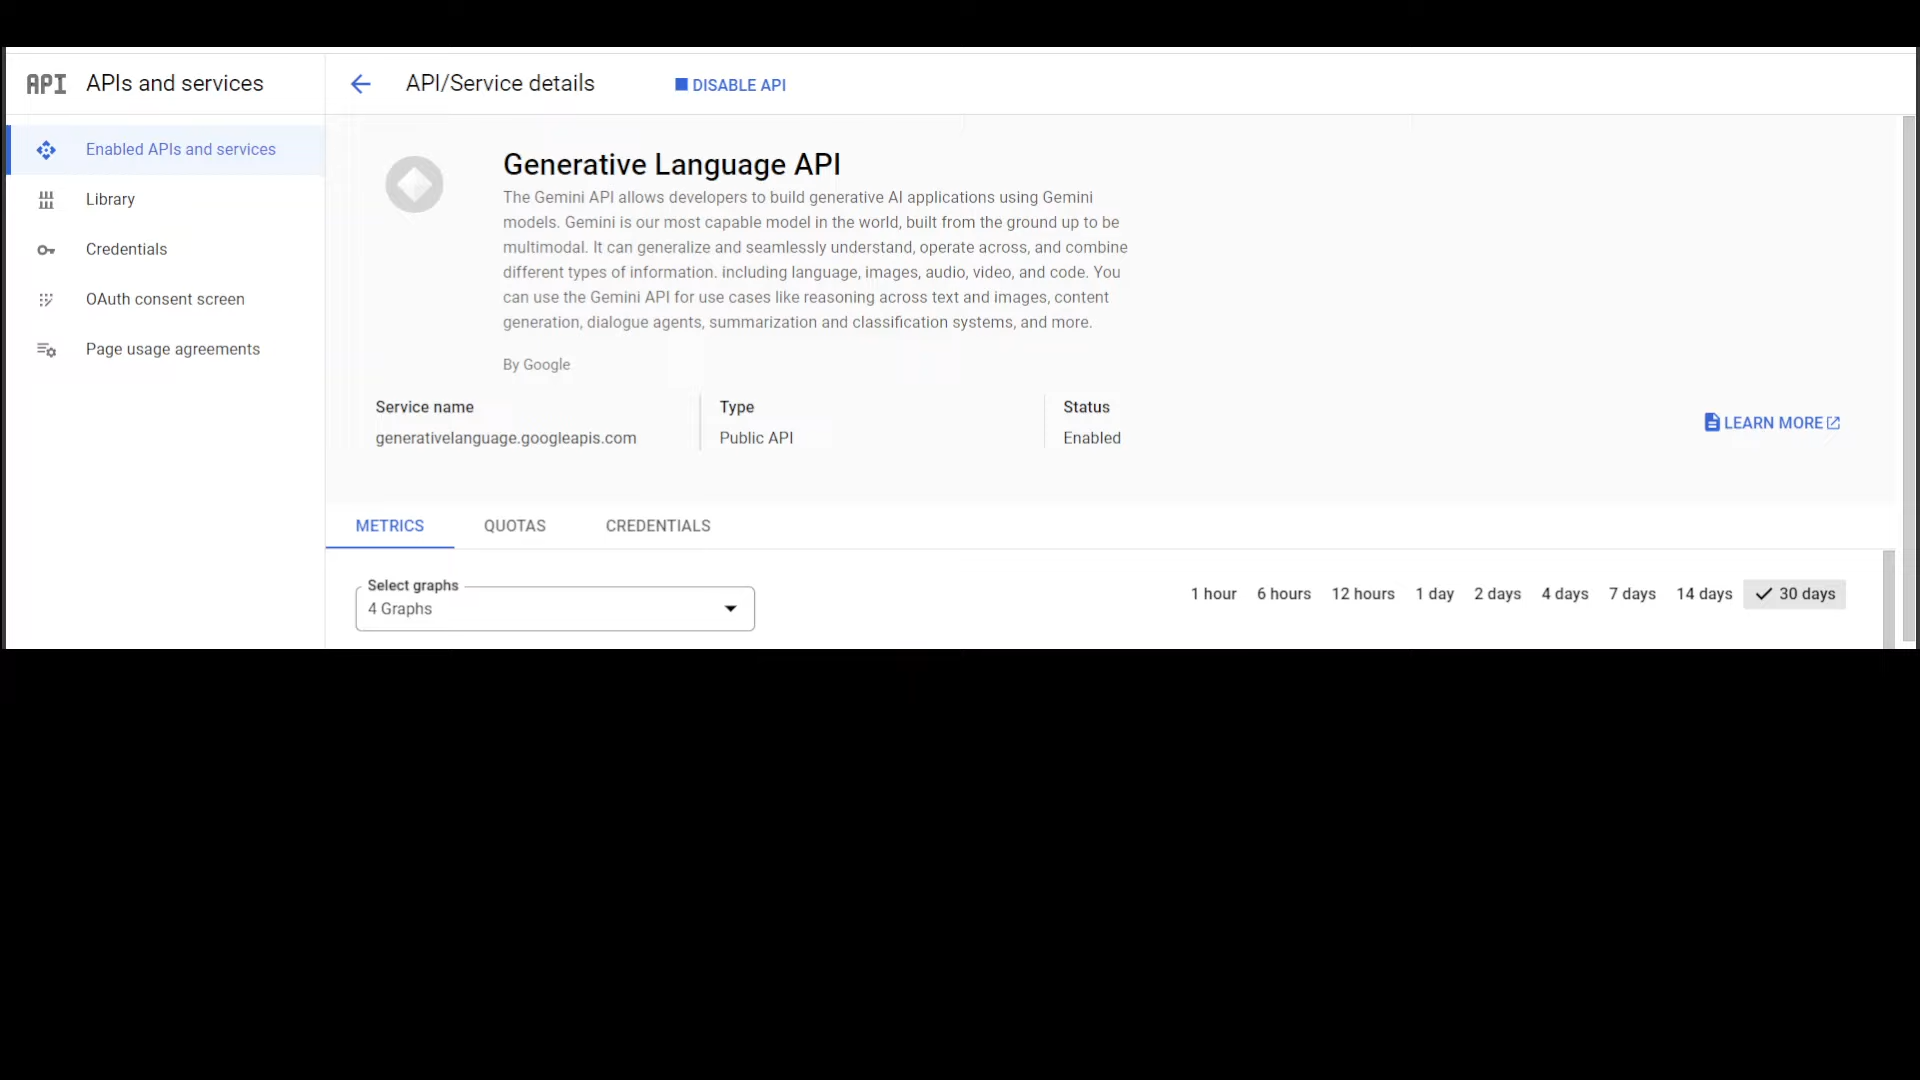 API APIs and services
API/Service details
DISABLE API
Enabled APIs and services
Library
Credentials
OAuth consent screen
Page usage agreements
Generative Language API
The Gemini API allows developers to build generative AI applications using Gemini
models. Gemini is our most capable model in the world, built from the ground up to be
multimodal. It can generalize and seamlessly understand, operate across, and combine
different types of information. including language, images, audio, video, and code. You
can use the Gemini API for use cases like reasoning across text and images, content
generation, dialogue agents, summarization and classification systems, and more.
By Google
Service name
generativelanguage.googleapis.com
Type
Public API
Status
Enabled
LEARN MORE
METRICS QUOTAS CREDENTIALS
Select graphs
4 Graphs
1 hour 6 hours 12 hours 1 day 2 days 4 days 7 days 14 days 30 days